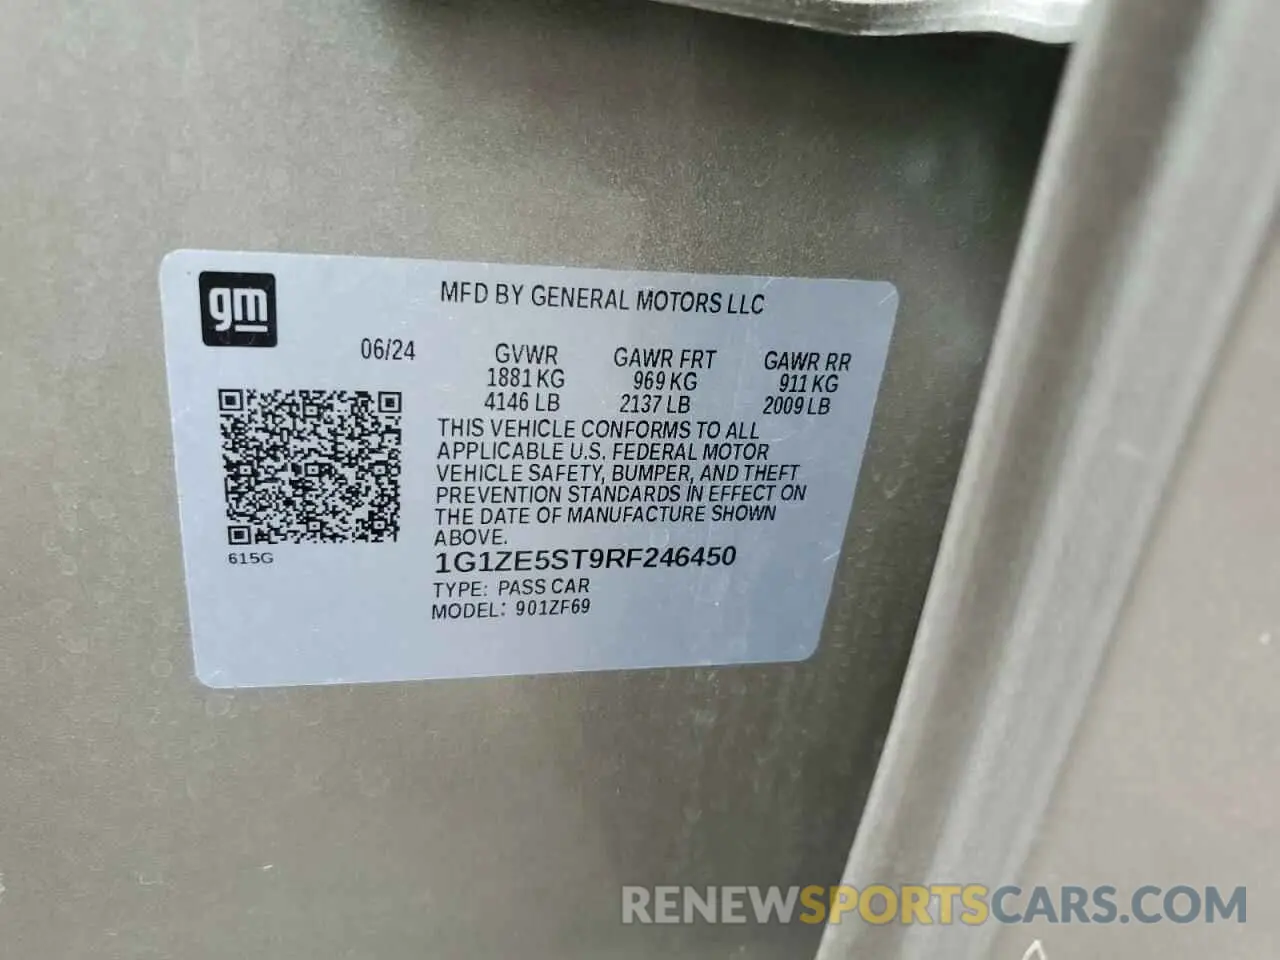 gm
MFD BY GENERAL MOTORS LLC
06/24 GVWR GAWR FRT GAWR RR
1881 KG 969 KG 911 KG
4146 LB 2137 LB 2009 LB
THIS VEHICLE CONFORMS TO ALL
APPLICABLE U.S. FEDERAL MOTOR
VEHICLE SAFETY, BUMPER, AND THEFT
PREVENTION STANDARDS IN EFFECT ON
THE DATE OF MANUFACTURE SHOWN
ABOVE.
615G
1G1ZE5ST9RF246450
TYPE: PASS CAR
MODEL: 901ZF69
RENEWSPORTSCARS.COM